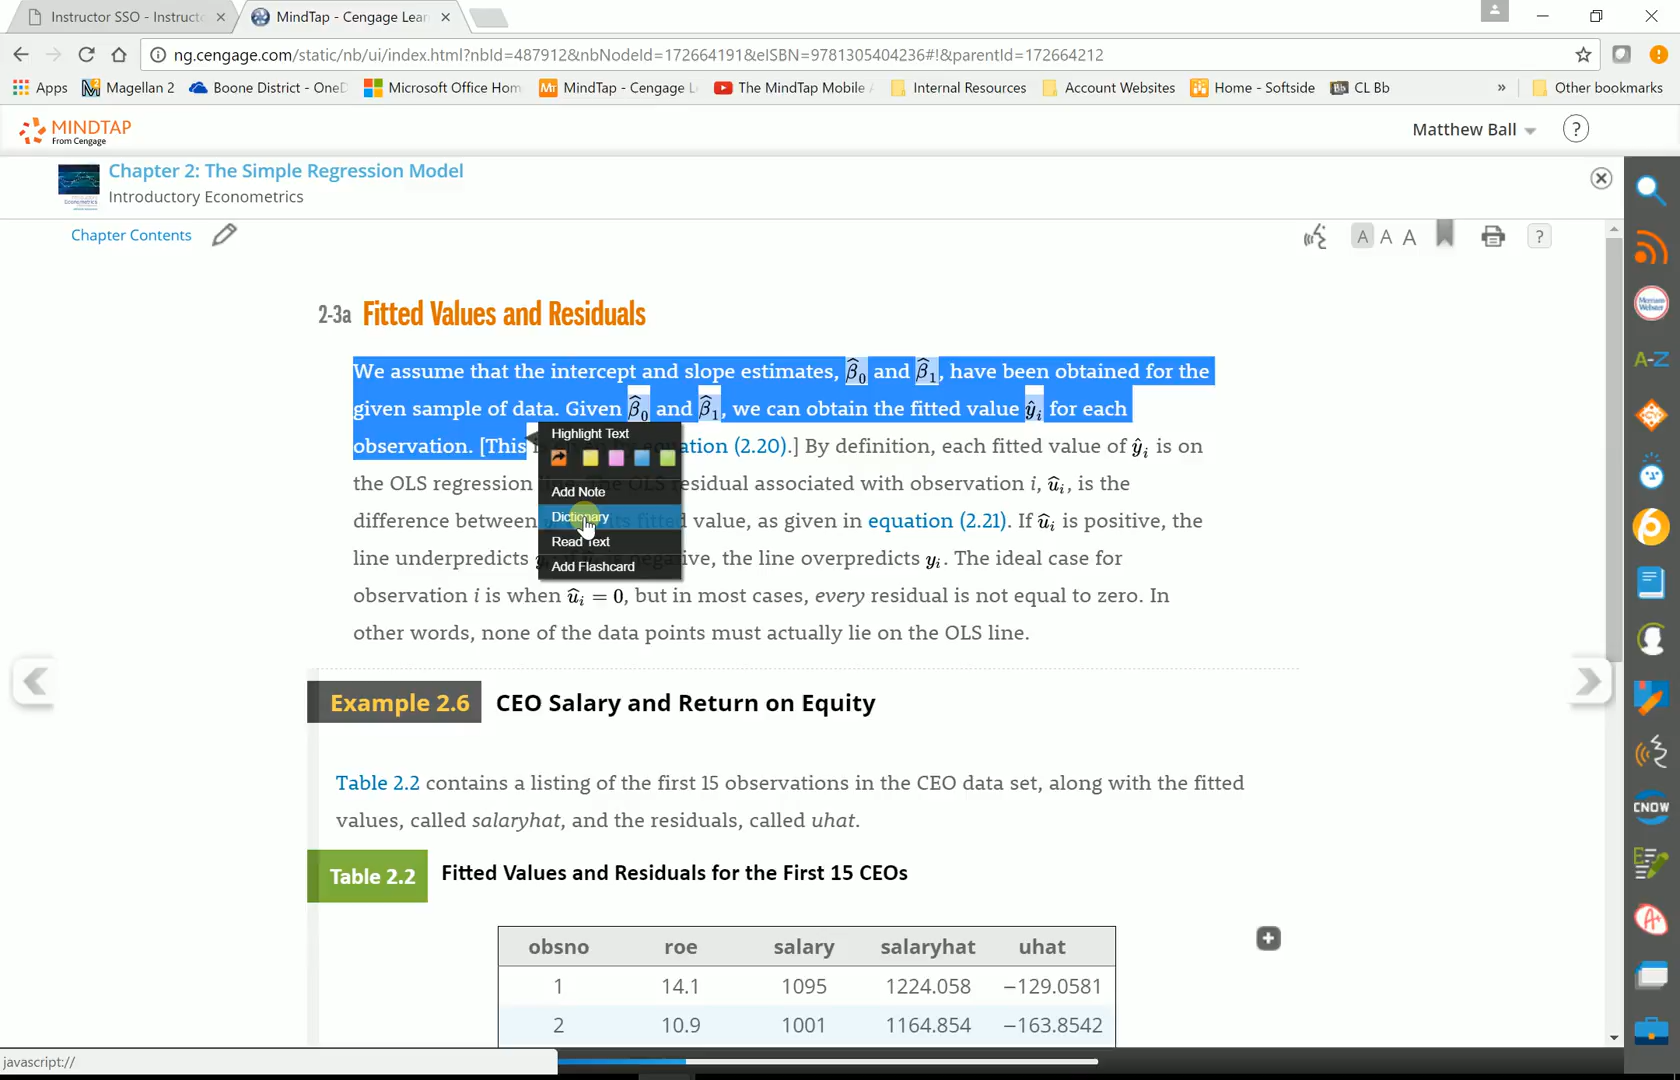 Instructor SSO - Instructo
MindTap - Cengage Lear
ng.cengage.com/static/nb/ui/index.html?nbId=487912&nbNodeId=172664191&eISBN=9781305404236#!&parentId=172664212
Apps Magellan 2 Boone District - OneD Microsoft Office Hom MindTap - Cengage L The MindTap Mobile Internal Resources Account Websites Home - Softside CL Bb » Other bookmarks
MINDTAP
From Cengage
Matthew Ball ?
Chapter 2: The Simple Regression Model
Introductory Econometrics
Chapter Contents A A A ?
2-3a Fitted Values and Residuals
We assume that the intercept and slope estimates, β̂₀ and β̂₁, have been obtained for the
given sample of data. Given β̂₀ and β̂₁, we can obtain the fitted value ŷᵢ for each
observation. [This ation (2.20).] By definition, each fitted value of ŷᵢ is on
the OLS regression residual associated with observation i, ûᵢ, is the
difference between value, as given in equation (2.21). If ûᵢ is positive, the
line underpredicts ive, the line overpredicts yᵢ. The ideal case for
observation i is when ûᵢ = 0, but in most cases, every residual is not equal to zero. In
other words, none of the data points must actually lie on the OLS line.
Highlight Text
Add Note
Dictionary
Read Text
Add Flashcard
Example 2.6 CEO Salary and Return on Equity
Table 2.2 contains a listing of the first 15 observations in the CEO data set, along with the fitted
values, called salaryhat, and the residuals, called uhat.
Table 2.2 Fitted Values and Residuals for the First 15 CEOs
obsno roe salary salaryhat uhat
1 14.1 1095 1224.058 −129.0581
2 10.9 1001 1164.854 −163.8542
javascript://
Merriam
Webster
A-Z
CNOW
A+